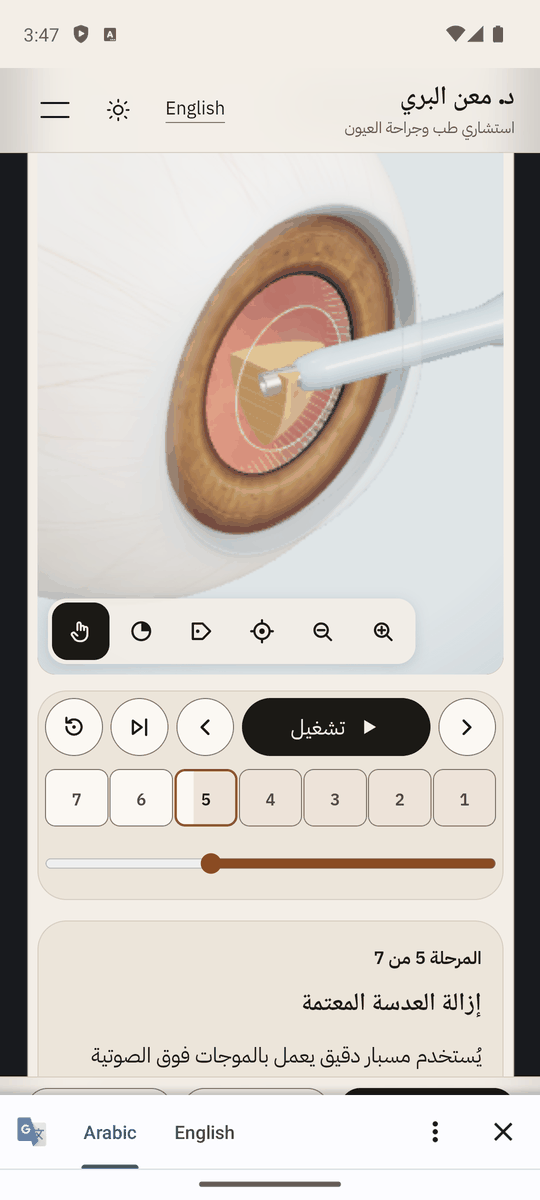 3:47
A
English
د. معن البري
استشاري طب وجراحة العيون
تشغيل
7 6 5 4 3 2 1
المرحلة 5 من 7
إزالة العدسة المعتمة
يُستخدم مسبار دقيق يعمل بالموجات فوق الصوتية
G
Arabic English